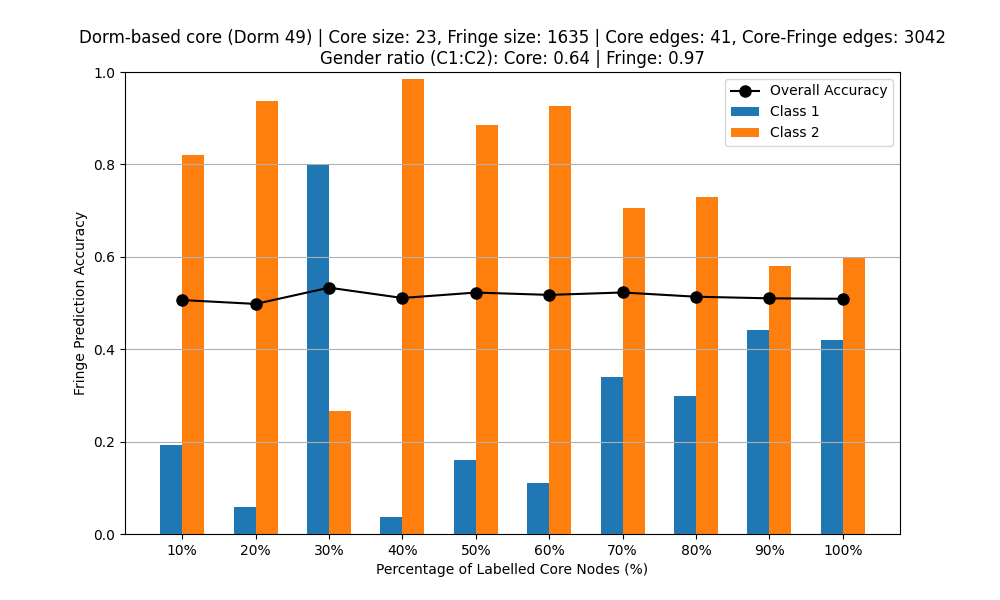 Dorm-based core (Dorm 49) | Core size: 23, Fringe size: 1635 | Core edges: 41, Core-Fringe edges: 3042
Gender ratio (C1:C2): Core: 0.64 | Fringe: 0.97
Overall Accuracy
Class 1
Class 2
Fringe Prediction Accuracy
1.0
0.8
0.6
0.4
0.2
0.0
10% 20% 30% 40% 50% 60% 70% 80% 90% 100%
Percentage of Labelled Core Nodes (%)